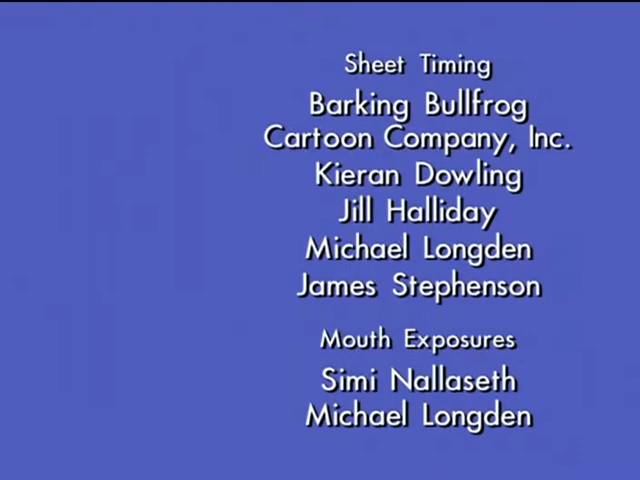 Sheet Timing
Barking Bullfrog
Cartoon Company, Inc.
Kieran Dowling
Jill Halliday
Michael Longden
James Stephenson
Mouth Exposures
Simi Nallaseth
Michael Longden